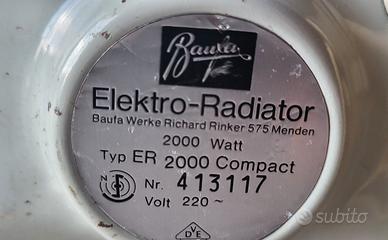 Baufa
Elektro-Radiator
Baufa Werke Richard Rinker 575 Menden
2000 Watt
Typ ER 2000 Compact
N
Nr. 413117
Volt 220 ~
VDE
subito